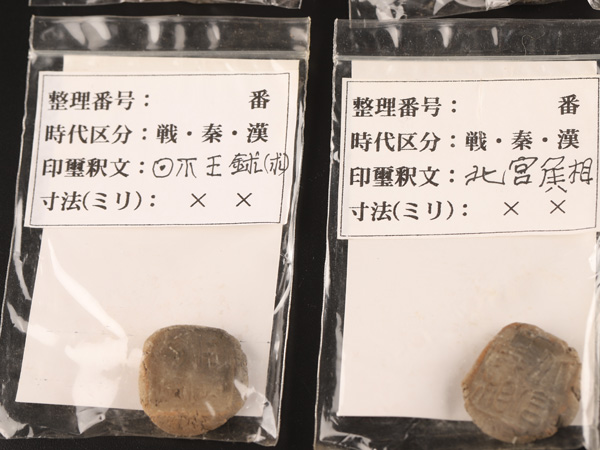 整理番号： 番
時代区分：戦・秦・漢
印璽釈文：
寸法(ミリ)： × ×
整理番号： 番
時代区分：戦・秦・漢
印璽釈文：北宮矦相
寸法(ミリ)： × ×